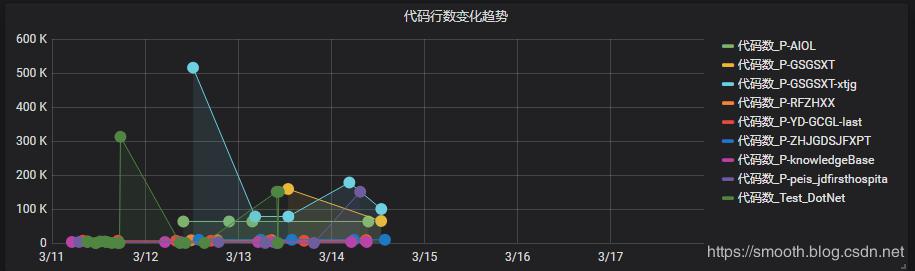 代码行数变化趋势
600 K
500 K
400 K
300 K
200 K
100 K
0
3/11 3/12 3/13 3/14 3/15 3/16 3/17
代码数_P-AIOL
代码数_P-GSGSXT
代码数_P-GSGSXT-xtjg
代码数_P-RFZHXX
代码数_P-YD-GCGL-last
代码数_P-ZHJGDSJFXPT
代码数_P-knowledgeBase
代码数_P-peis_jdfirsthospita
代码数_Test_DotNet
https://smooth.blog.csdn.net